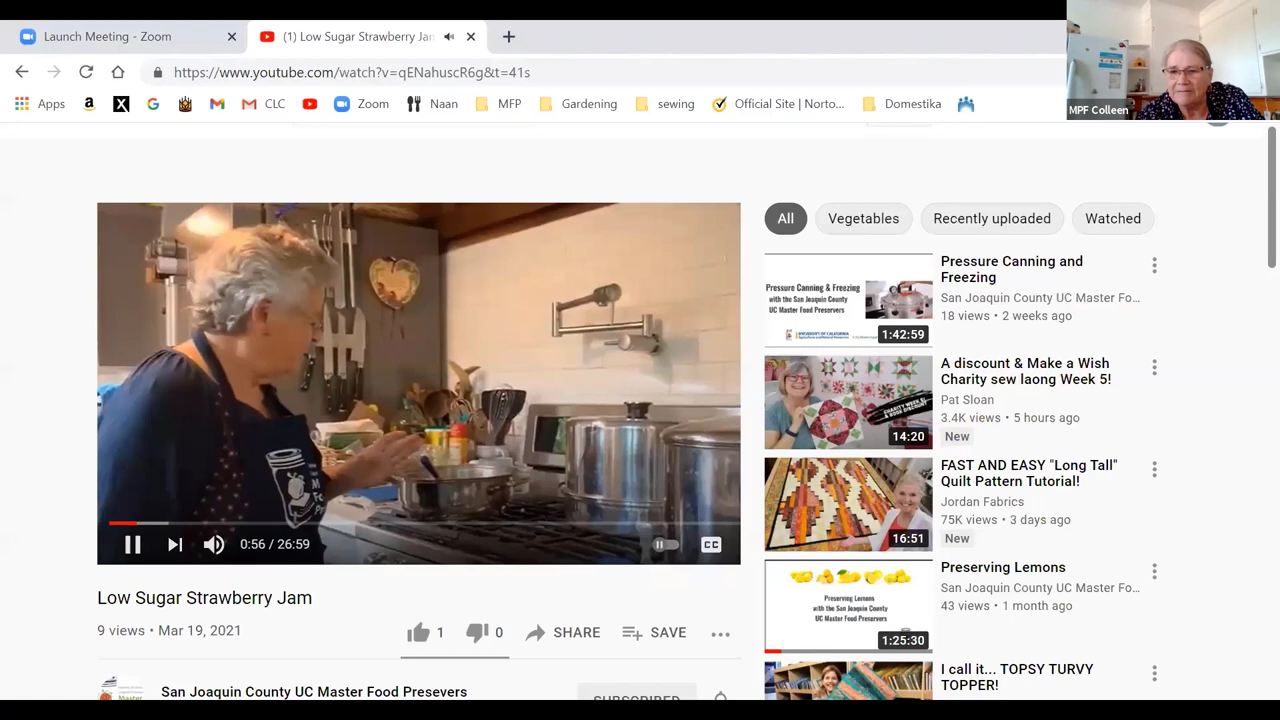 Launch Meeting - Zoom
(1) Low Sugar Strawberry Jan
https://www.youtube.com/watch?v=qENahuscR6g&t=41s
Apps
CLC
Zoom
Naan
MFP
Gardening
sewing
Official Site | Norto...
Domestika
MPF Colleen
All
Vegetables
Recently uploaded
Watched
Pressure Canning & Freezing
with the San Joaquin County
UC Master Food Preservers
1:42:59
Pressure Canning and
Freezing
San Joaquin County UC Master Fo...
18 views • 2 weeks ago
14:20
A discount & Make a Wish
Charity sew laong Week 5!
Pat Sloan
3.4K views • 5 hours ago
New
16:51
FAST AND EASY "Long Tall"
Quilt Pattern Tutorial!
Jordan Fabrics
75K views • 3 days ago
New
Preserving Lemons
with the San Joaquin County
UC Master Food Preservers
1:25:30
Preserving Lemons
San Joaquin County UC Master Fo...
43 views • 1 month ago
I call it... TOPSY TURVY
TOPPER!
0:56 / 26:59
CC
Low Sugar Strawberry Jam
9 views • Mar 19, 2021
1
0
SHARE
SAVE
San Joaquin County UC Master Food Presevers
SUBSCRIBED